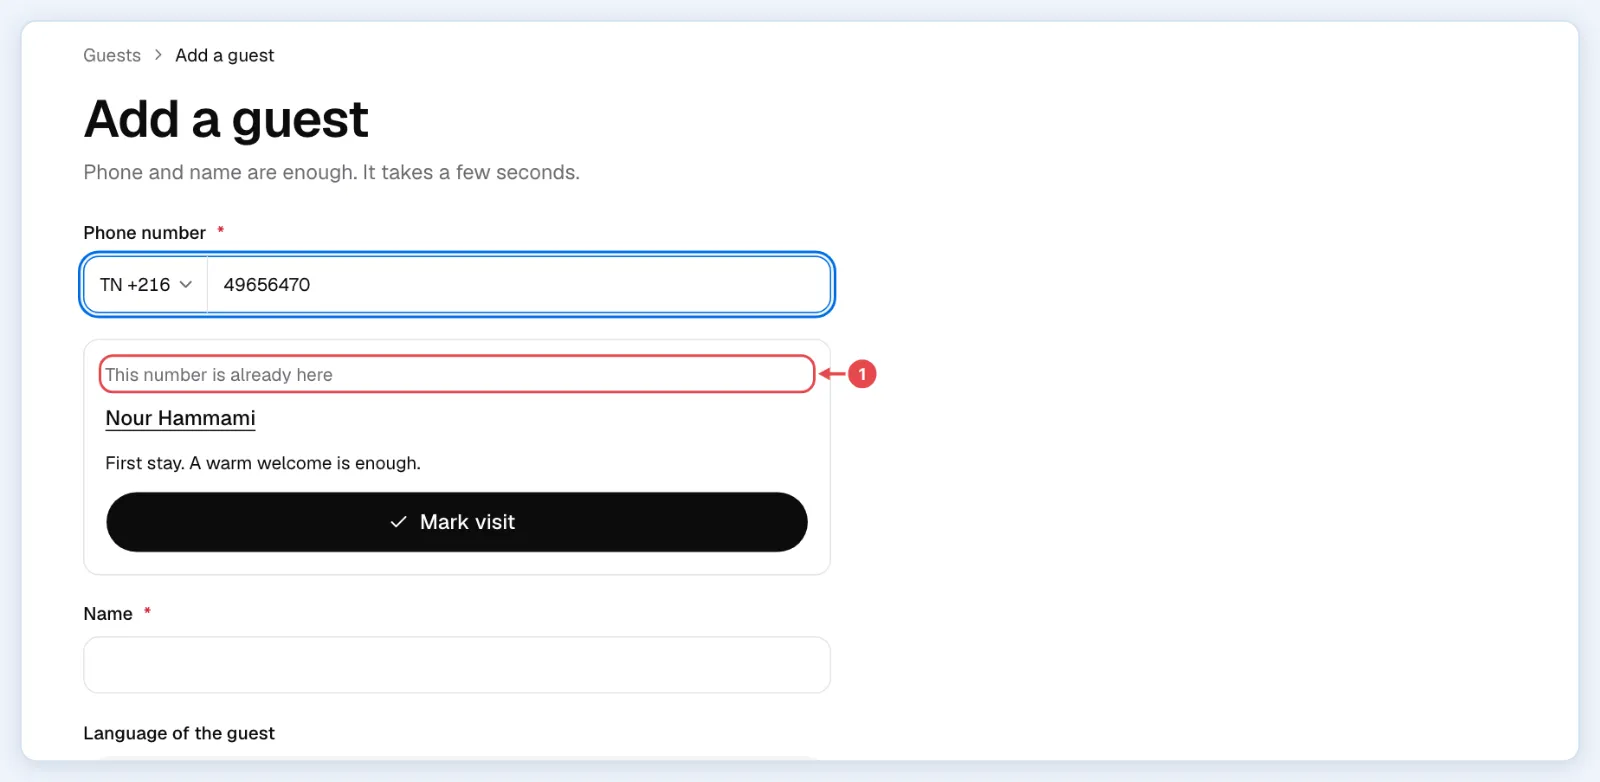 Guests > Add a guest
Add a guest
Phone and name are enough. It takes a few seconds.
Phone number *
TN +216 49656470
This number is already here
1
Nour Hammami
First stay. A warm welcome is enough.
Mark visit
Name *
Language of the guest